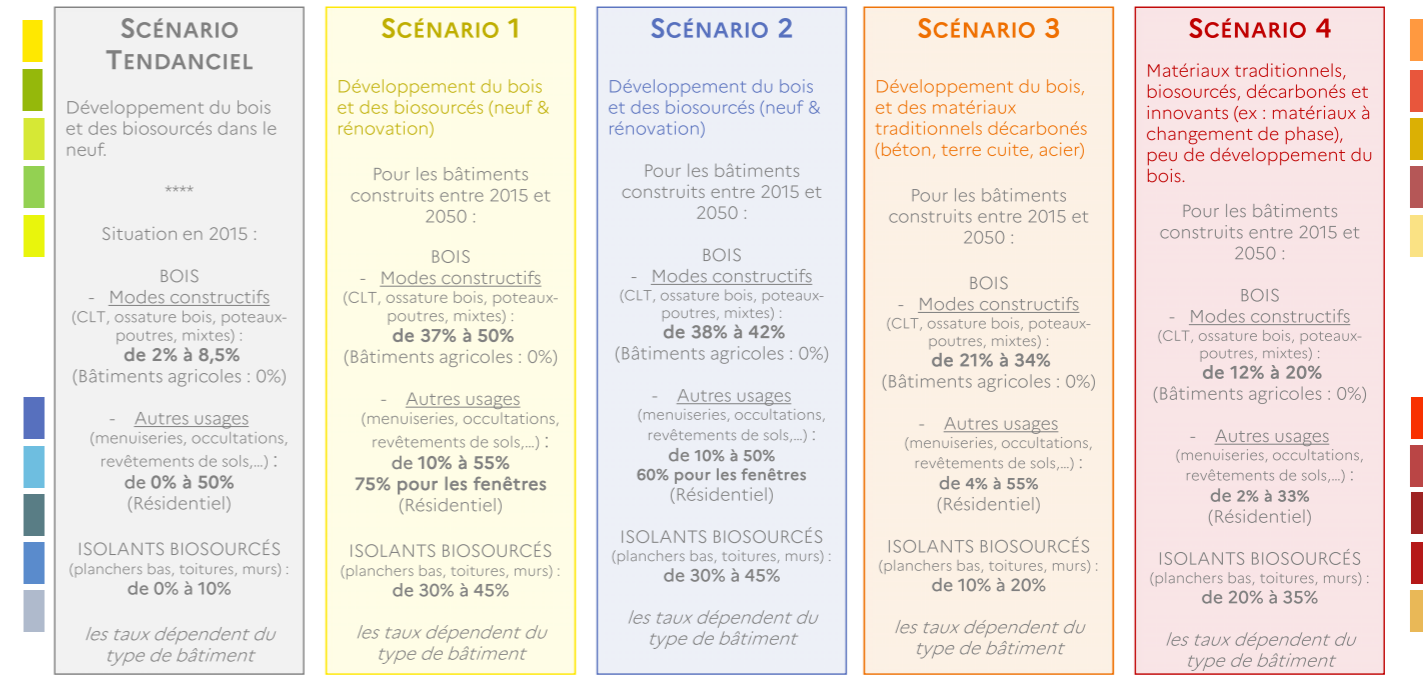 SCÉNARIO
TENDANCIEL
Développement du bois
et des biosourcés dans le
neuf.
****
Situation en 2015 :
BOIS
- Modes constructifs
(CLT, ossature bois, poteaux-
poutres, mixtes) :
de 2% à 8,5%
(Bâtiments agricoles : 0%)
- Autres usages
(menuiseries, occultations,
revêtements de sols,...) :
de 0% à 50%
(Résidentiel)
ISOLANTS BIOSOURCÉS
(planchers bas, toitures, murs) :
de 0% à 10%
les taux dépendent du
type de bâtiment
SCÉNARIO 1
Développement du bois
et des biosourcés (neuf &
rénovation)
Pour les bâtiments
construits entre 2015 et
2050 :
BOIS
- Modes constructifs
(CLT, ossature bois, poteaux-
poutres, mixtes) :
de 37% à 50%
(Bâtiments agricoles : 0%)
- Autres usages
(menuiseries, occultations,
revêtements de sols,...) :
de 10% à 55%
75% pour les fenêtres
(Résidentiel)
ISOLANTS BIOSOURCÉS
(planchers bas, toitures, murs) :
de 30% à 45%
les taux dépendent du
type de bâtiment
SCÉNARIO 2
Développement du bois
et des biosourcés (neuf &
rénovation)
Pour les bâtiments
construits entre 2015 et
2050 :
BOIS
- Modes constructifs
(CLT, ossature bois, poteaux-
poutres, mixtes) :
de 38% à 42%
(Bâtiments agricoles : 0%)
- Autres usages
(menuiseries, occultations,
revêtements de sols,...) :
de 10% à 50%
60% pour les fenêtres
(Résidentiel)
ISOLANTS BIOSOURCÉS
(planchers bas, toitures, murs) :
de 30% à 45%
les taux dépendent du
type de bâtiment
SCÉNARIO 3
Développement du bois,
et des matériaux
traditionnels décarbonés
(béton, terre cuite, acier)
Pour les bâtiments
construits entre 2015 et
2050 :
BOIS
- Modes constructifs
(CLT, ossature bois, poteaux-
poutres, mixtes) :
de 21% à 34%
(Bâtiments agricoles : 0%)
- Autres usages
(menuiseries, occultations,
revêtements de sols,...) :
de 4% à 55%
(Résidentiel)
ISOLANTS BIOSOURCÉS
(planchers bas, toitures, murs) :
de 10% à 20%
les taux dépendent du
type de bâtiment
SCÉNARIO 4
Matériaux traditionnels,
biosourcés, décarbonés et
innovants (ex : matériaux à
changement de phase),
peu de développement du
bois.
Pour les bâtiments
construits entre 2015 et
2050 :
BOIS
- Modes constructifs
(CLT, ossature bois, poteaux-
poutres, mixtes) :
de 12% à 20%
(Bâtiments agricoles : 0%)
- Autres usages
(menuiseries, occultations,
revêtements de sols,...) :
de 2% à 33%
(Résidentiel)
ISOLANTS BIOSOURCÉS
(planchers bas, toitures, murs) :
de 20% à 35%
les taux dépendent du
type de bâtiment